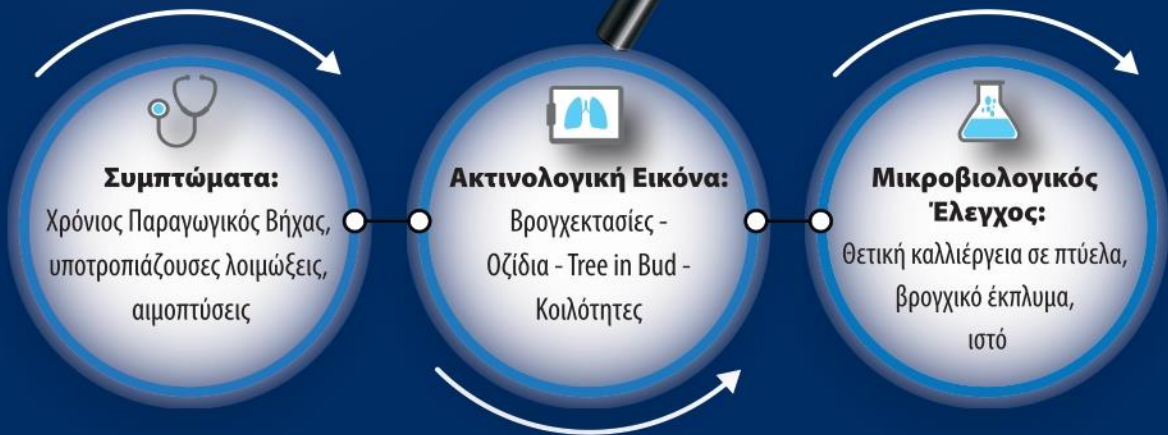 Συμπτώματα:
Χρόνιος Παραγωγικός Βήχας,
υποτροπιάζουσες λοιμώξεις,
αιμοπτύσεις
Ακτινολογική Εικόνα:
Βρογχεκτασίες -
Οζίδια - Tree in Bud -
Κοιλότητες
Μικροβιολογικός
Έλεγχος:
Θετική καλλιέργεια σε πτύελα,
βρογχικό έκπλυμα,
ιστό